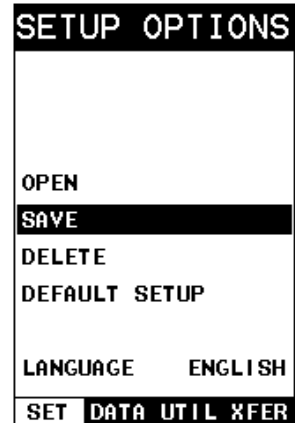 SETUP OPTIONS
OPEN
SAVE
DELETE
DEFAULT SETUP
LANGUAGE ENGLISH
SET DATA UTIL XFER